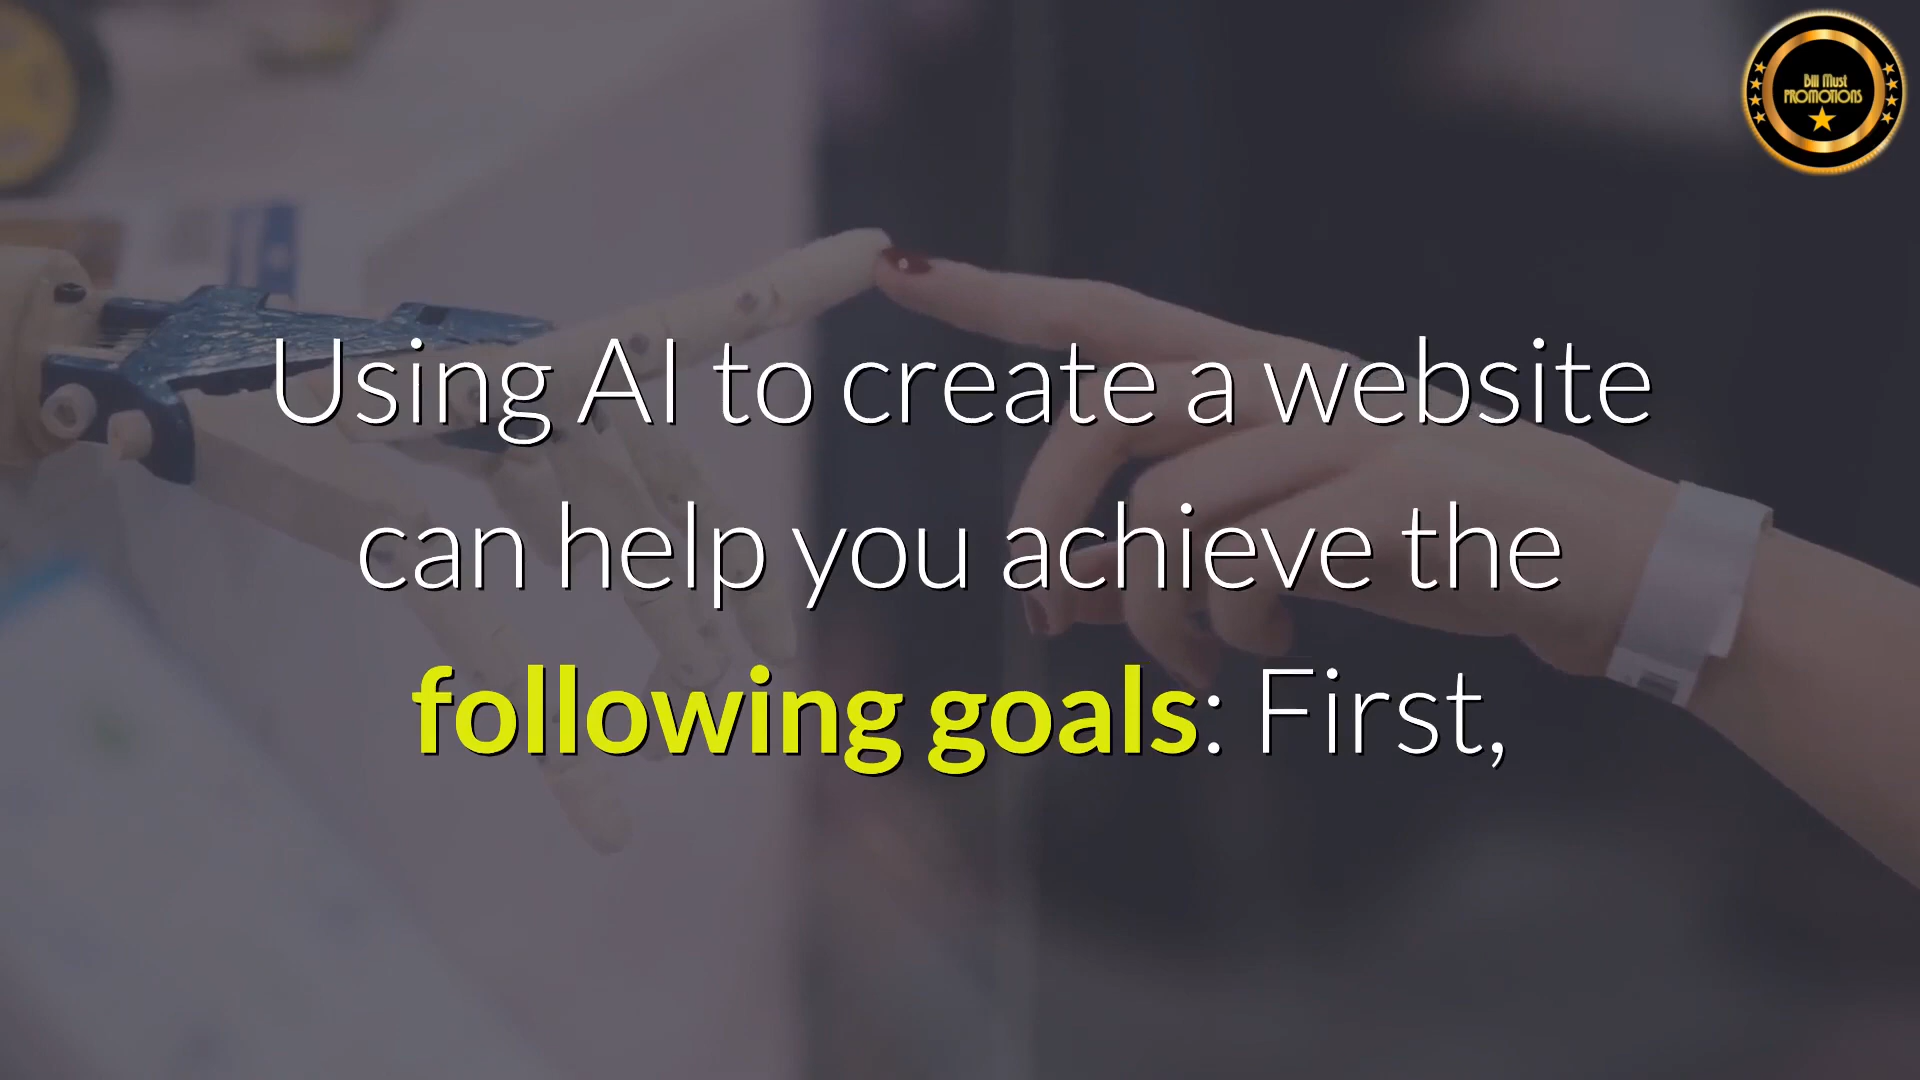 Bill Must
PROMOTIONS
Using AI to create a website
can help you achieve the
following goals: First,